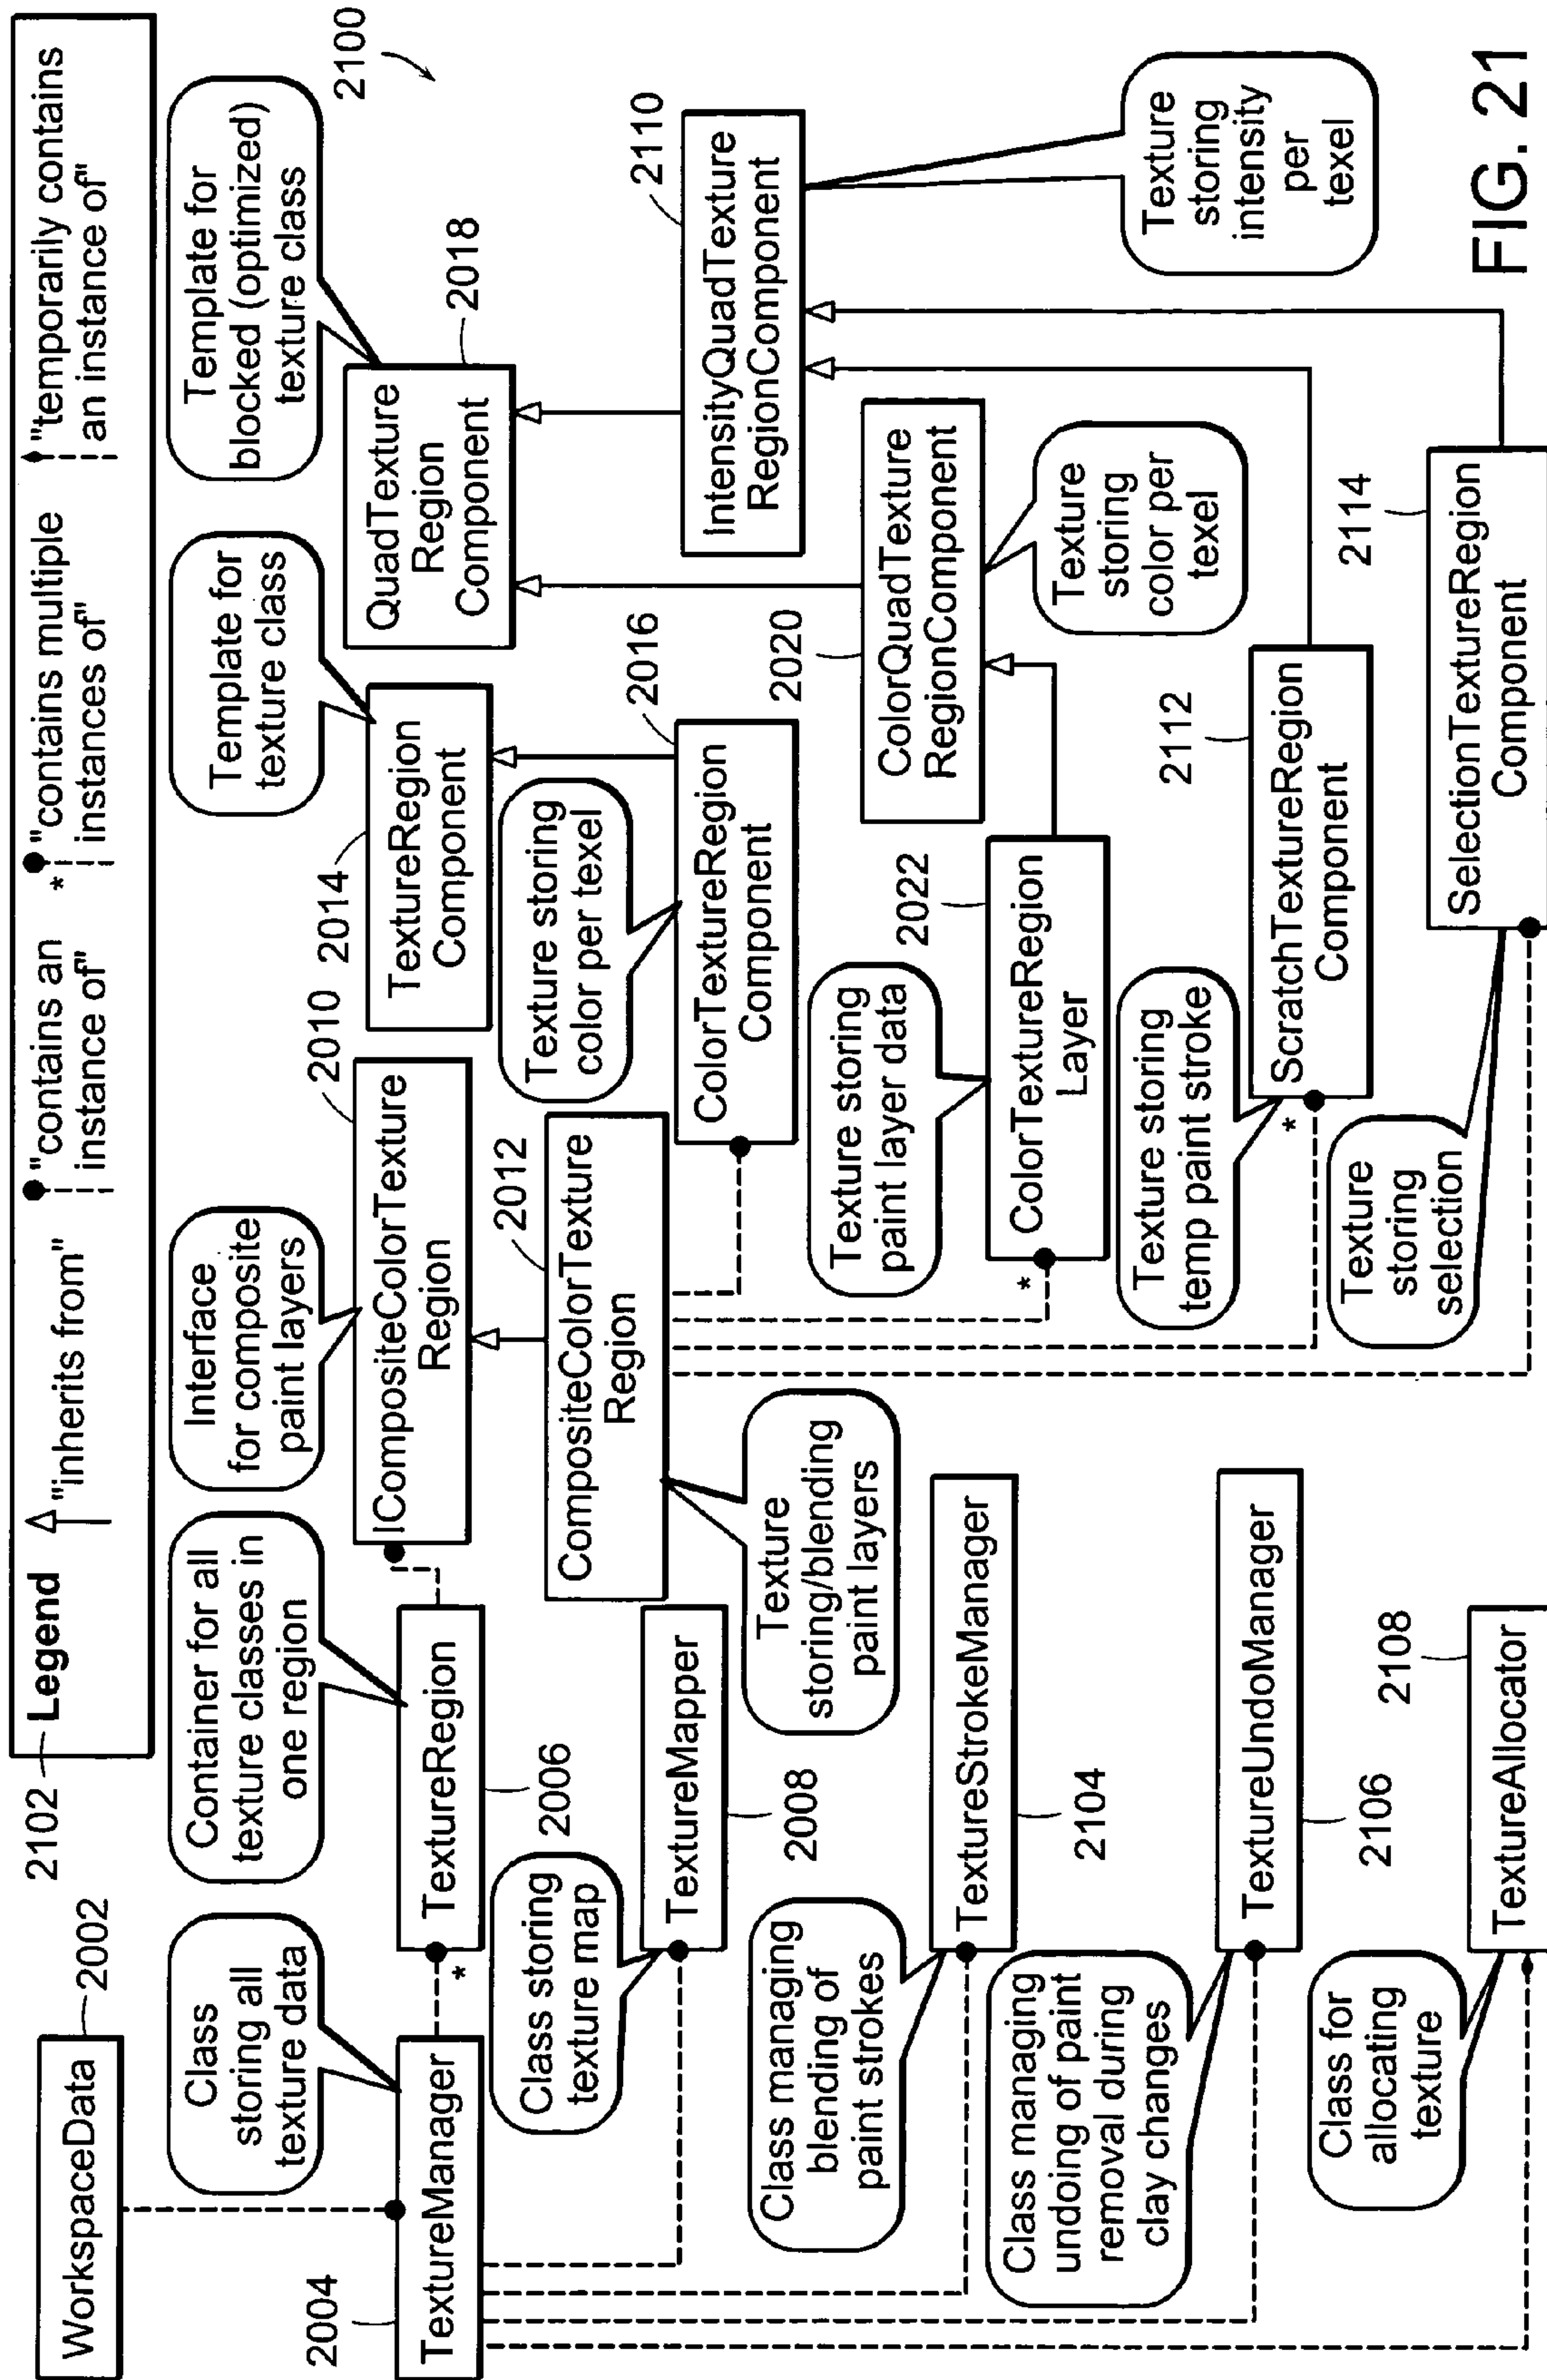 2102
Legend
"inherits from"
"contains an
instance of"
*
"contains multiple
instances of"
"temporarily contains
an instance of"
2100
WorkspaceData
2002
Class
storing all
texture data
2004
TextureManager
*
Container for all
texture classes in
one region
TextureRegion
2006
Class storing
texture map
TextureMapper
2008
Class managing
blending of
paint strokes
TextureStrokeManager
2104
Class managing
undoing of paint
removal during
clay changes
TextureUndoManager
2106
Class for
allocating
texture
TextureAllocator
2108
Interface
for composite
paint layers
ICompositeColorTexture
Region
2010
CompositeColorTexture
Region
2012
Texture
storing/blending
paint layers
Template for
texture class
TextureRegion
Component
2014
Texture storing
color per texel
ColorTextureRegion
Component
2016
Template for
blocked (optimized)
texture class
QuadTexture
Region
Component
2018
ColorQuadTexture
RegionComponent
2020
Texture
storing
color per
texel
Texture storing
paint layer data
ColorTextureRegion
Layer
2022
*
IntensityQuadTexture
RegionComponent
2110
Texture
storing
intensity
per
texel
Texture storing
temp paint stroke
ScratchTextureRegion
Component
2112
*
Texture
storing
selection
SelectionTextureRegion
Component
2114
FIG. 21